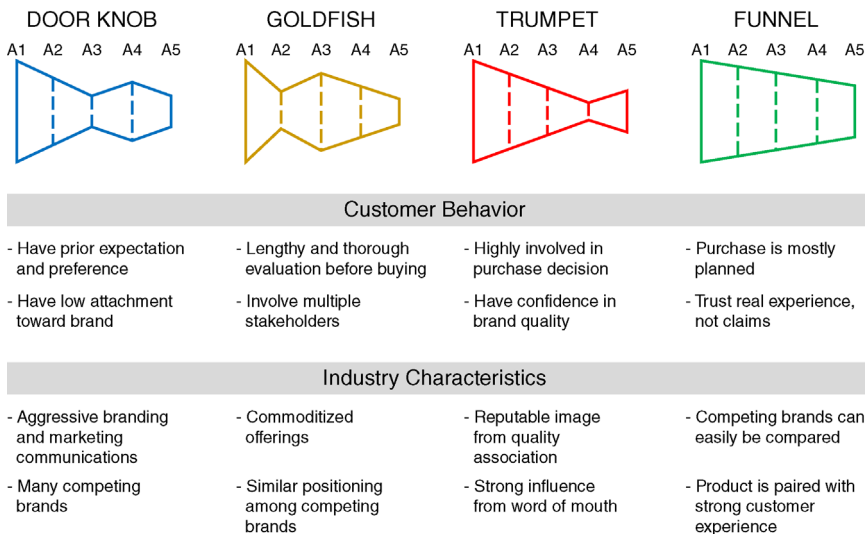 DOOR KNOB
GOLDFISH
TRUMPET
FUNNEL
A1 A2 A3 A4 A5
A1 A2 A3 A4 A5
A1 A2 A3 A4 A5
A1 A2 A3 A4 A5
Customer Behavior
- Have prior expectation
and preference
- Have low attachment
toward brand
- Lengthy and thorough
evaluation before buying
- Involve multiple
stakeholders
- Highly involved in
purchase decision
- Have confidence in
brand quality
- Purchase is mostly
planned
- Trust real experience,
not claims
Industry Characteristics
- Aggressive branding
and marketing
communications
- Many competing
brands
- Commoditized
offerings
- Similar positioning
among competing
brands
- Reputable image
from quality
association
- Strong influence
from word of mouth
- Competing brands can
easily be compared
- Product is paired with
strong customer
experience